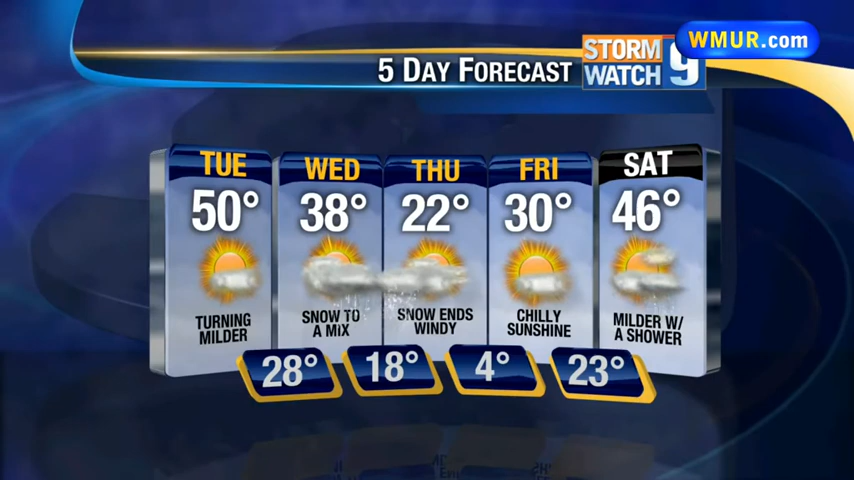 WMUR.com
5 DAY FORECAST
STORM
WATCH 9
TUE
50°
TURNING
MILDER
WED
38°
SNOW TO
A MIX
THU
22°
SNOW ENDS
WINDY
FRI
30°
CHILLY
SUNSHINE
SAT
46°
MILDER W/
A SHOWER
28° 18° 4° 23°